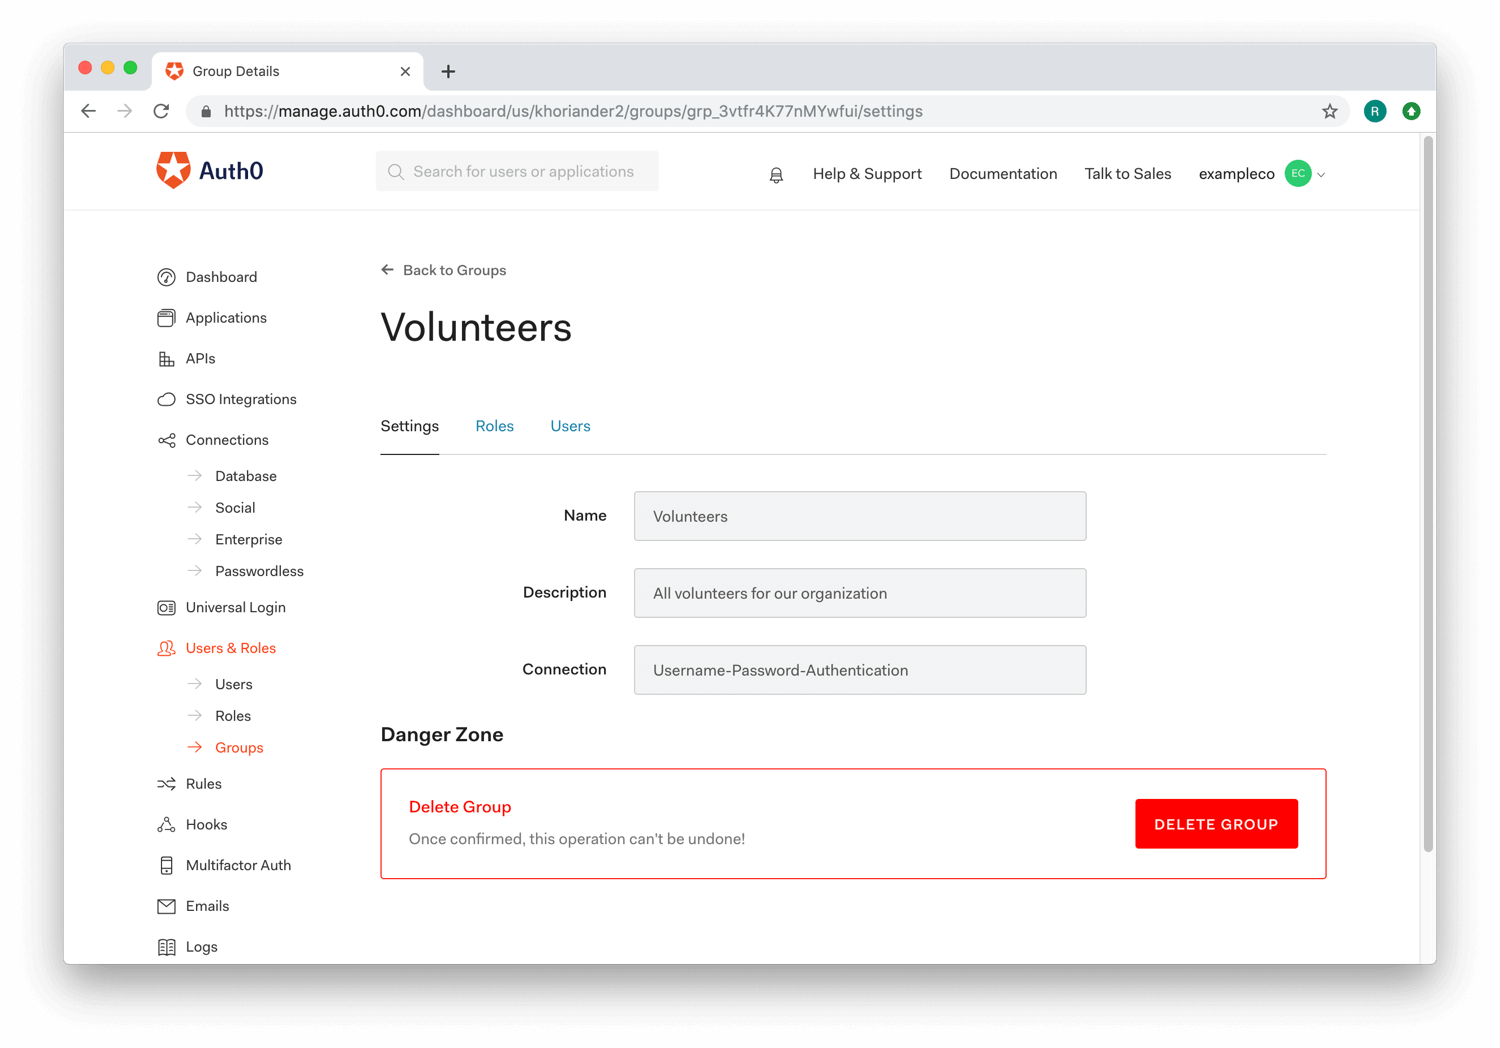 Group Details
https://manage.auth0.com/dashboard/us/khoriander2/groups/grp_3vtfr4K77nMYwfui/settings
R
Auth0
Search for users or applications
Help & Support
Documentation
Talk to Sales
exampleco
EC
Dashboard
Applications
APIs
SSO Integrations
Connections
Database
Social
Enterprise
Passwordless
Universal Login
Users & Roles
Users
Roles
Groups
Rules
Hooks
Multifactor Auth
Emails
Logs
Back to Groups
Volunteers
Settings
Roles
Users
Name
Volunteers
Description
All volunteers for our organization
Connection
Username-Password-Authentication
Danger Zone
Delete Group
Once confirmed, this operation can't be undone!
DELETE GROUP